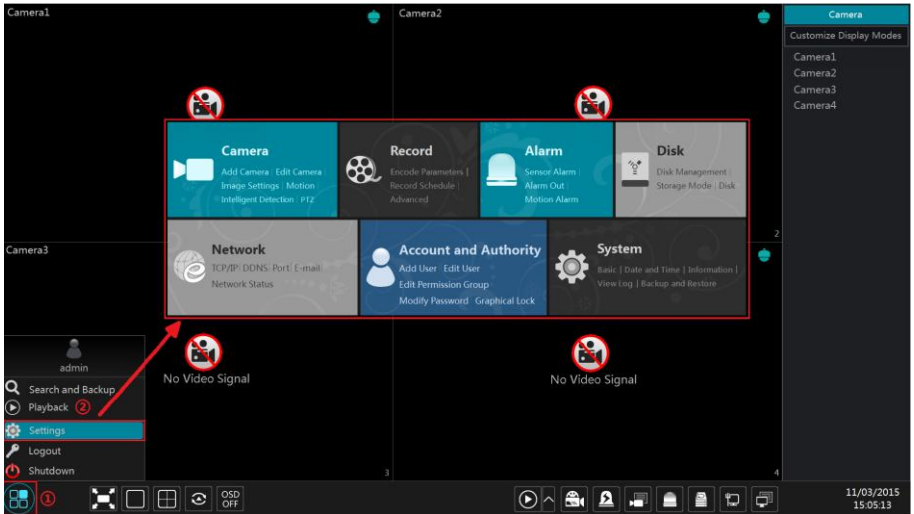 Camera1
Camera2
Camera
Customize Display Modes
Camera1
Camera2
Camera3
Camera4
Camera
Add Camera | Edit Camera |
Image Settings | Motion
Intelligent Detection | PTZ
Record
Encode Parameters |
Record Schedule |
Advanced
Alarm
Sensor Alarm |
Alarm Out |
Motion Alarm
Disk
Disk Management |
Storage Mode | Disk
2
Camera3
Network
TCP/IP| DDNS| Port| E-mail
Network Status
Account and Authority
Add User | Edit User
Edit Permission Group
Modify Password | Graphical Lock
System
Basic | Date and Time | Information |
View Log | Backup and Restore
admin
Search and Backup
Playback ②
Settings
Logout
Shutdown
No Video Signal
No Video Signal
3
4
①
OSD
OFF
11/03/2015
15:05:13